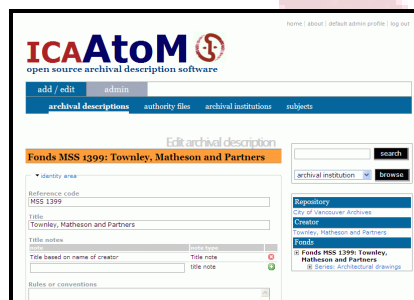 home | about | default admin profile | log out
ICAAtoM
open source archival description software
add / edit admin
archival descriptions authority files archival institutions subjects
Edit archival description
Fonds MSS 1399: Townley, Matheson and Partners
search
identity area
archival institution browse
Reference code
MSS 1399
Title
Townley, Matheson and Partners
Title notes
note note type
Title based on name of creator Title note
title note
Rules or conventions
Repository
City of Vancouver Archives
Creator
Townley, Matheson and Partners
Fonds
Fonds MSS 1399: Townley,
Matheson and Partners
Series: Architectural drawings